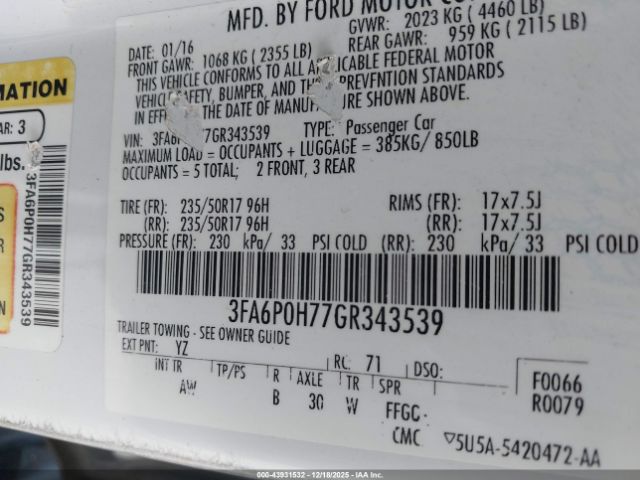 MFD. BY FORD MOTOR CO
DATE: 01/16 GVWR: 2023 KG ( 4460 LB)
FRONT GAWR: 1068 KG ( 2355 LB) REAR GAWR: 959 KG ( 2115 LB)
THIS VEHICLE CONFORMS TO ALL APPLICABLE FEDERAL MOTOR
VEHICLE SAFETY, BUMPER, AND THEFT PREVENTION STANDARDS
IN EFFECT THE DATE OF MANUFACTURE SHOWN ABOVE.
VIN: 3FA6P 77GR343539 TYPE: Passenger Car
MAXIMUM LOAD = OCCUPANTS + LUGGAGE = 385KG/ 850LB
OCCUPANTS = 5 TOTAL: 2 FRONT, 3 REAR
TIRE (FR): 235/50R17 96H RIMS (FR): 17x7.5J
(RR): 235/50R17 96H (RR): 17x7.5J
PRESSURE (FR): 230 kPa/ 33 PSI COLD (RR): 230 kPa/ 33 PSI COLD
3FA6P0H77GR343539
TRAILER TOWING - SEE OWNER GUIDE
EXT PNT: YZ RC: 71 DSO: F0066
INT TR TP/PS R AXLE TR SPR R0079
AW B 30 W FFGC
CMC ▽5U5A-5420472-AA
MATION
AR: 3
lbs.
3FA6P0H77GR343539
S
R
N
© IAAI 000-43931532 | 12/18/2025 - Copart IAAI